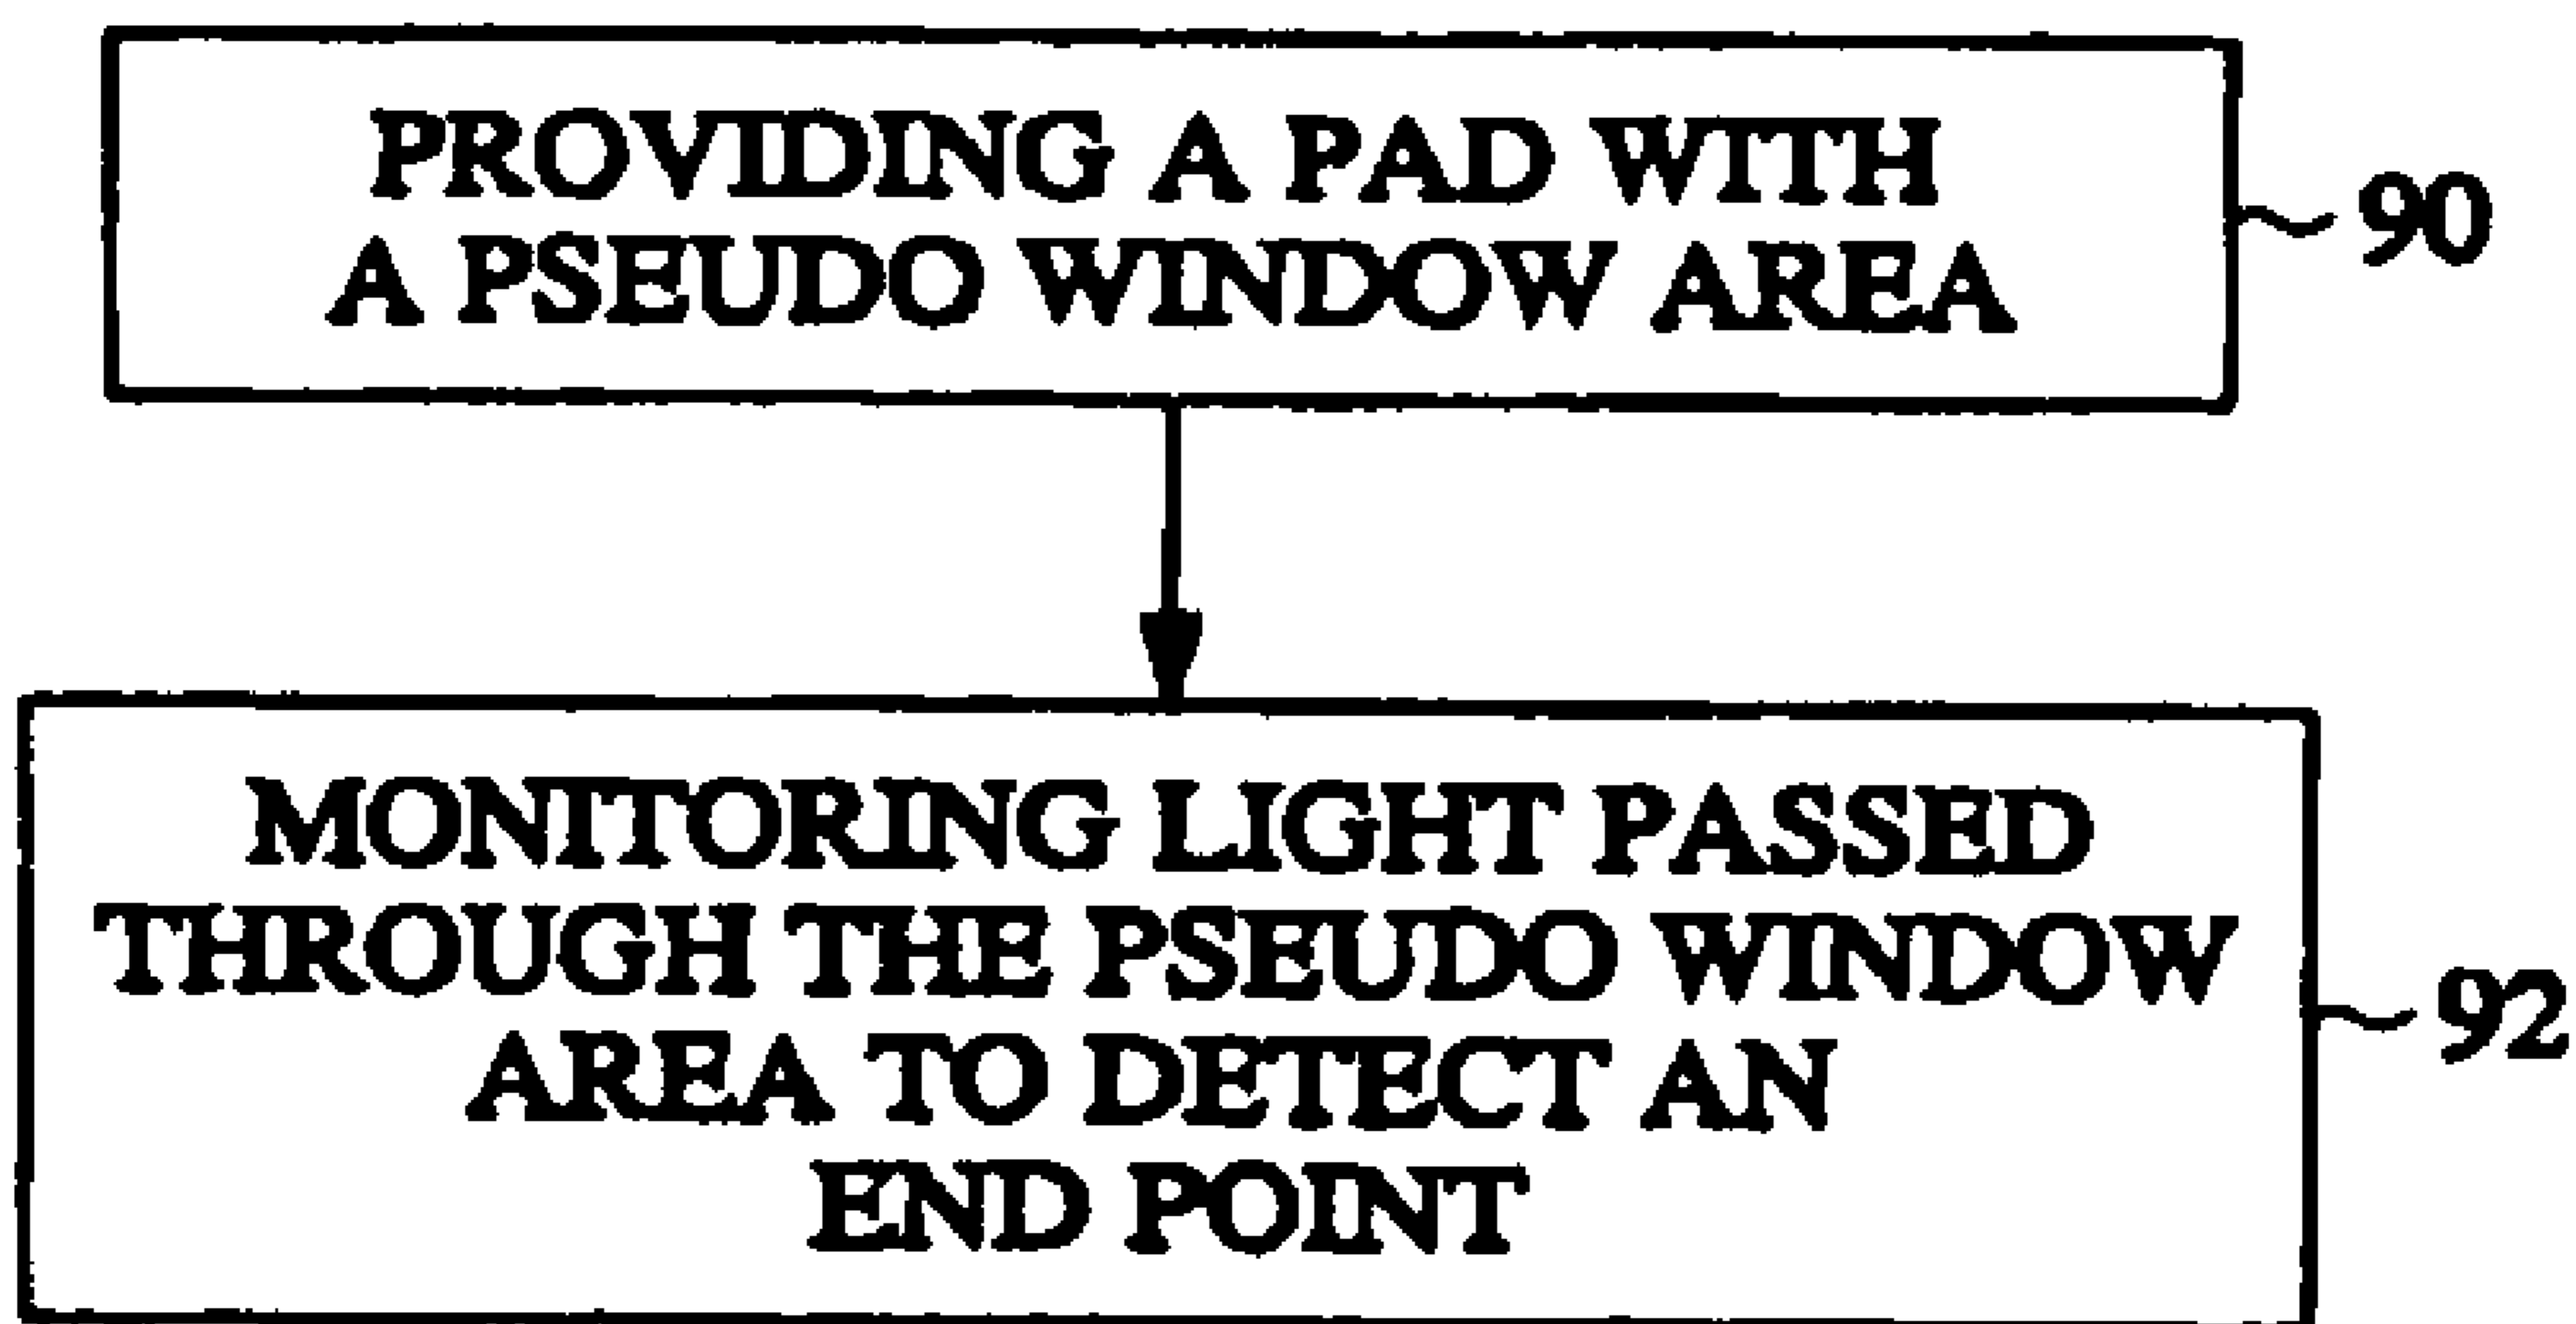 PROVIDING A PAD WITH
A PSEUDO WINDOW AREA
90
MONITORING LIGHT PASSED
THROUGH THE PSEUDO WINDOW
AREA TO DETECT AN
END POINT
92